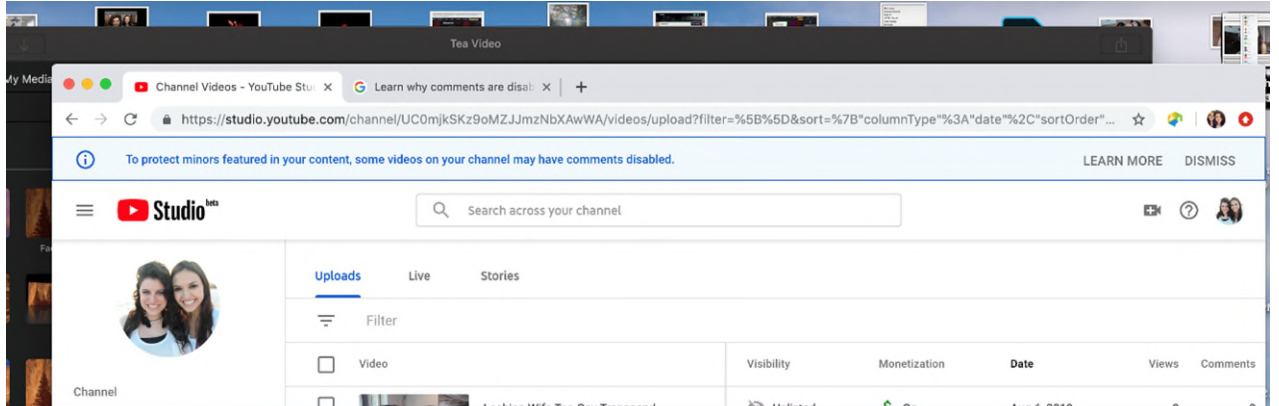 Tea Video
My Media
Channel Videos - YouTube Stu
Learn why comments are disab
https://studio.youtube.com/channel/UC0mjkSKz9oMZJJmzNbXAwWA/videos/upload?filter=%5B%5D&sort=%7B"columnType"%3A"date"%2C"sortOrder"...
To protect minors featured in your content, some videos on your channel may have comments disabled. LEARN MORE DISMISS
Studio beta
Search across your channel
Uploads Live Stories
Filter
Video Visibility Monetization Date Views Comments
Channel